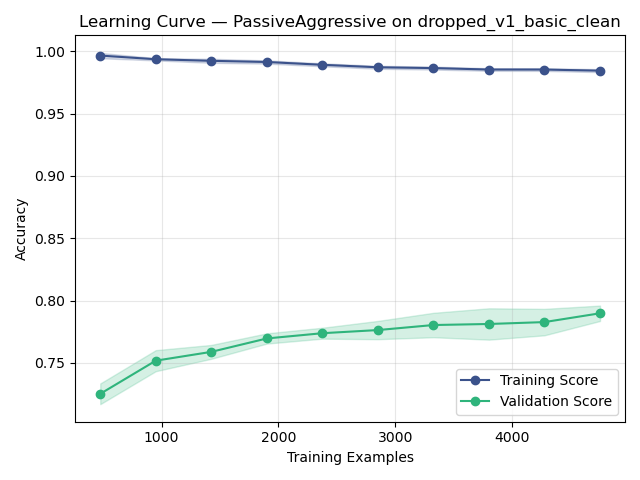 Learning Curve — PassiveAggressive on dropped_v1_basic_clean
1.00
0.95
0.90
0.85
0.80
0.75
Accuracy
1000 2000 3000 4000
Training Examples
Training Score
Validation Score